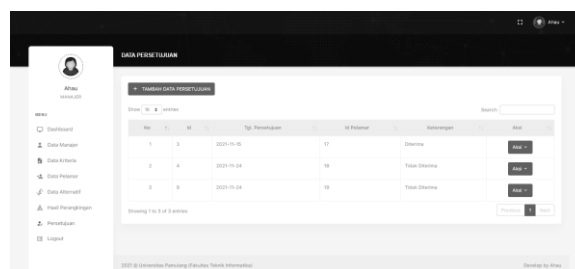 Ahau
DATA PERSETUJUAN
Ahau
MANAJER
+ TAMBAH DATA PERSETUJUAN
Show 10 entries
Search:
MENU
No Id Tgl. Persetujuan Id Pelamar Keterangan Aksi
Dashboard
Data Manajer
Data Kriteria
Data Pelamar
Data Alternatif
Hasil Perangkingan
Persetujuan
Logout
1 3 2021-11-15 17 Diterima Aksi
2 4 2021-11-24 18 Tidak Diterima Aksi
3 2021-11-24 Tidak Diterima Aksi
Showing 1 to 3 of 3 entries
Previous 1 Next
2021 © Universitas Pamulang (Fakultas Teknik Informatika)
Develop by Ahau